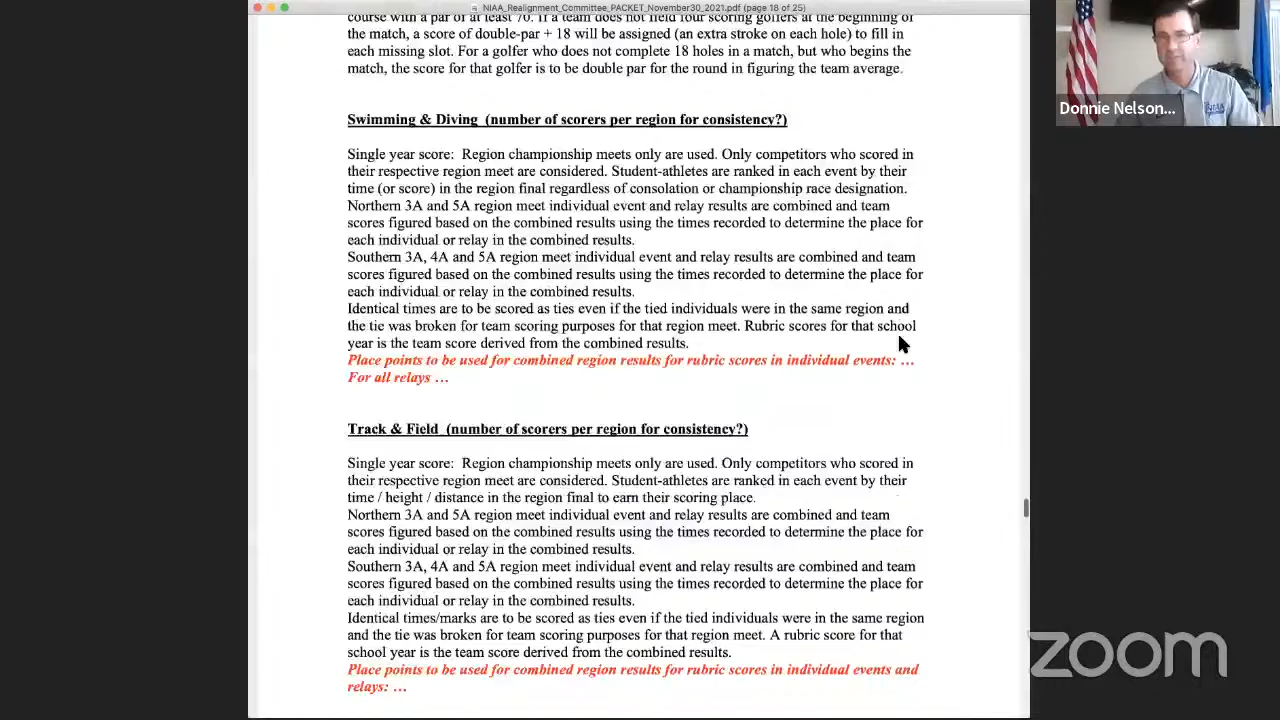 NIAA_Realignment_Committee_PACKET_November30_2021.pdf (page 18 of 25)
course with a par of at least 70. If a team does not field four scoring golfers at the beginning of
the match, a score of double-par + 18 will be assigned (an extra stroke on each hole) to fill in
each missing slot. For a golfer who does not complete 18 holes in a match, but who begins the
match, the score for that golfer is to be double par for the round in figuring the team average.
Swimming & Diving (number of scorers per region for consistency?)
Single year score: Region championship meets only are used. Only competitors who scored in
their respective region meet are considered. Student-athletes are ranked in each event by their
time (or score) in the region final regardless of consolation or championship race designation.
Northern 3A and 5A region meet individual event and relay results are combined and team
scores figured based on the combined results using the times recorded to determine the place for
each individual or relay in the combined results.
Southern 3A, 4A and 5A region meet individual event and relay results are combined and team
scores figured based on the combined results using the times recorded to determine the place for
each individual or relay in the combined results.
Identical times are to be scored as ties even if the tied individuals were in the same region and
the tie was broken for team scoring purposes for that region meet. Rubric scores for that school
year is the team score derived from the combined results.
Place points to be used for combined region results for rubric scores in individual events: …
For all relays …
Track & Field (number of scorers per region for consistency?)
Single year score: Region championship meets only are used. Only competitors who scored in
their respective region meet are considered. Student-athletes are ranked in each event by their
time / height / distance in the region final to earn their scoring place.
Northern 3A and 5A region meet individual event and relay results are combined and team
scores figured based on the combined results using the times recorded to determine the place for
each individual or relay in the combined results.
Southern 3A, 4A and 5A region meet individual event and relay results are combined and team
scores figured based on the combined results using the times recorded to determine the place for
each individual or relay in the combined results.
Identical times/marks are to be scored as ties even if the tied individuals were in the same region
and the tie was broken for team scoring purposes for that region meet. A rubric score for that
school year is the team score derived from the combined results.
Place points to be used for combined region results for rubric scores in individual events and
relays: …
Donnie Nelson...
zoom